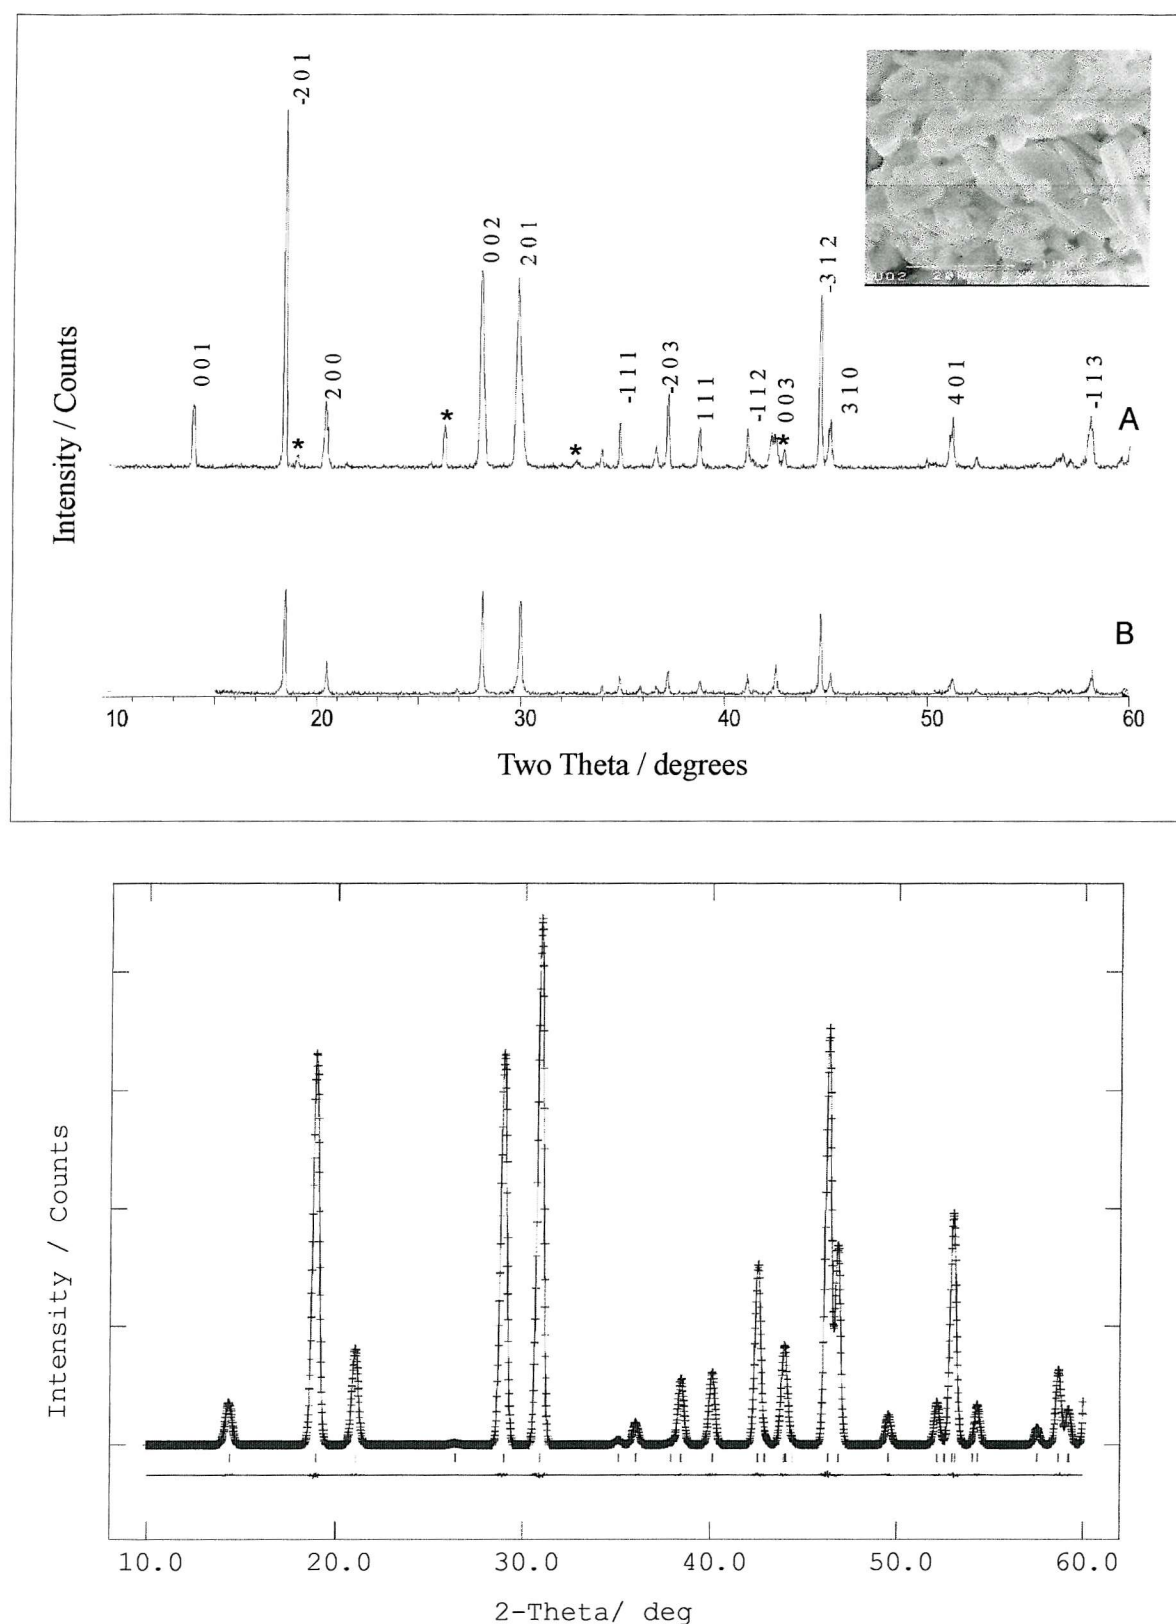 -2 0 1
0 0 2
2 0 1
-3 1 2
0 0 1
2 0 0
*
*
*
-1 1 1
-2 0 3
1 1 1
-1 1 2
0 0 3
*
3 1 0
4 0 1
-1 1 3
A
B
Intensity / Counts
10 20 30 40 50 60
Two Theta / degrees
Intensity / Counts
10.0 20.0 30.0 40.0 50.0 60.0
2-Theta/ deg